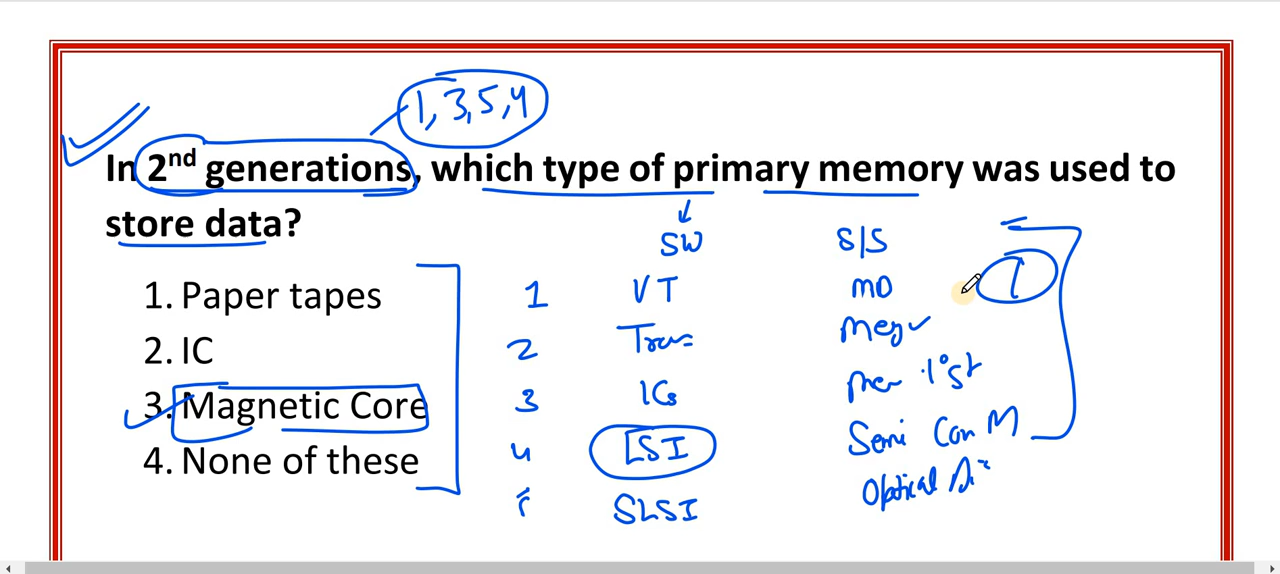 1, 3, 5, 4
In 2nd generations, which type of primary memory was used to
store data?
SW S/S
1. Paper tapes
1 VT MD
2. IC
2
3. Magnetic Core
3 ICs
4. None of these
4 LSI Semi Con M
SLSI Optical